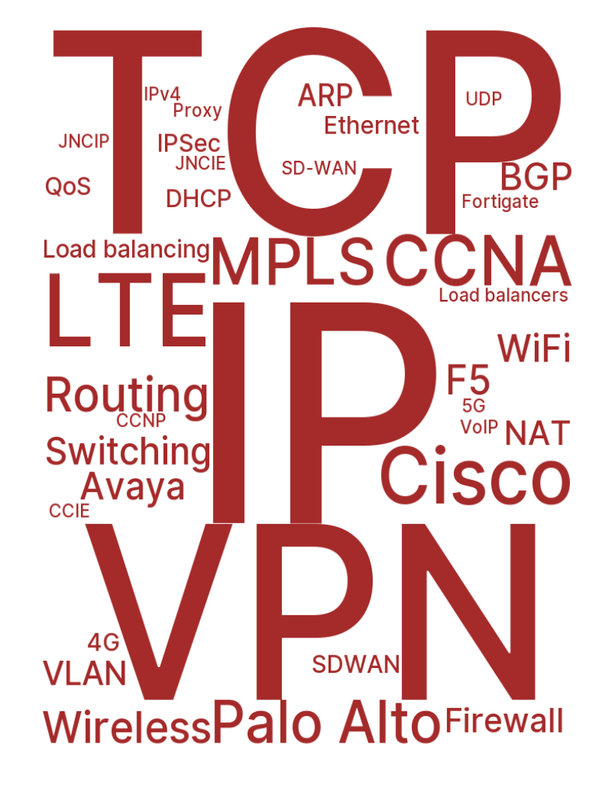 TCP
IPv4
Proxy
ARP
UDP
Ethernet
JNCIP
IPSec
JNCIE
SD-WAN
QoS
DHCP
BGP
Fortigate
Load balancing
MPLS
CCNA
Load balancers
LTE
IP
WiFi
F5
Routing
5G
CCNP
VoIP
NAT
Switching
Cisco
Avaya
CCIE
VPN
4G
VLAN
SDWAN
Wireless
Palo Alto
Firewall